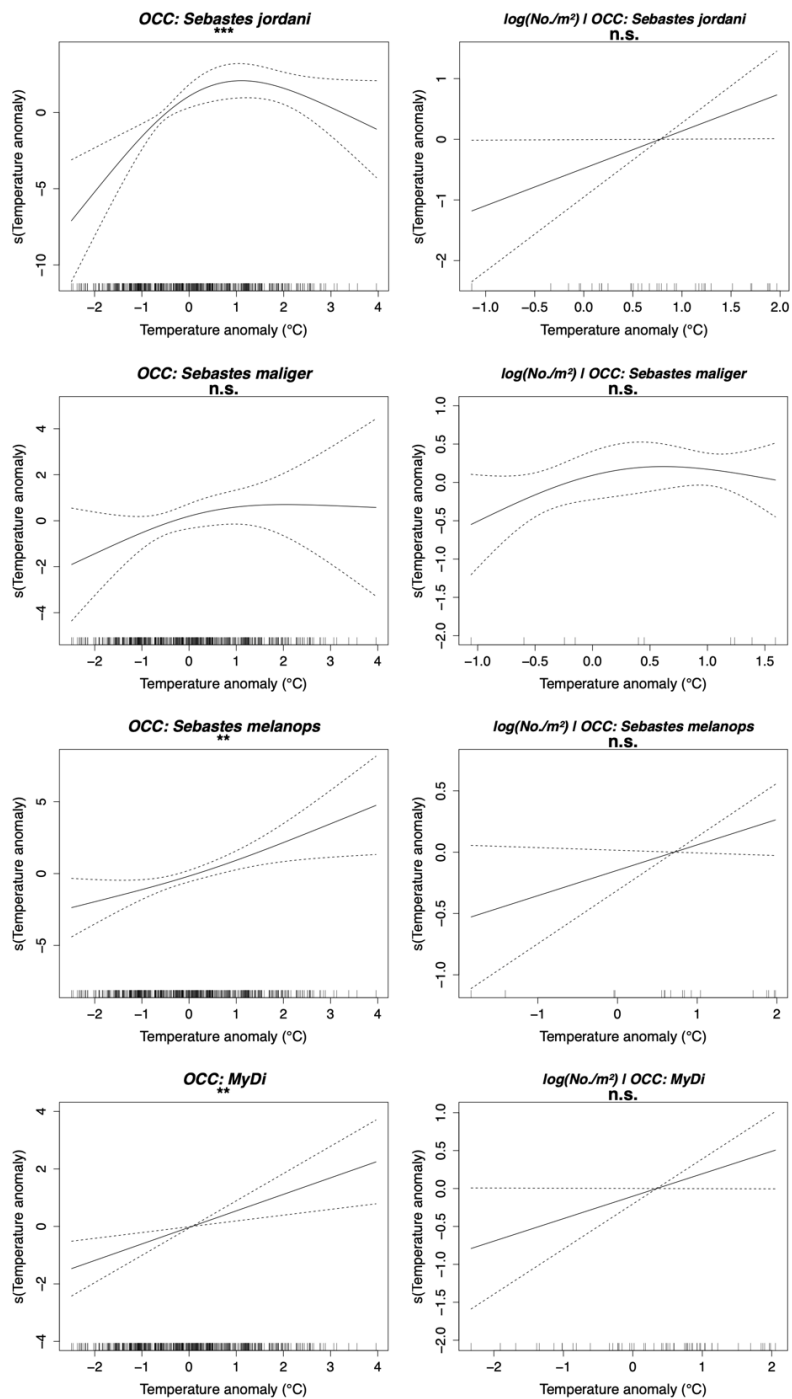 OCC: Sebastes jordani
***
s(Temperature anomaly)
0
−5
−10
−2 −1 0 1 2 3 4
Temperature anomaly (°C)
log(No./m²) | OCC: Sebastes jordani
n.s.
s(Temperature anomaly)
1
0
−1
−2
−1.0 −0.5 0.0 0.5 1.0 1.5 2.0
Temperature anomaly (°C)
OCC: Sebastes maliger
n.s.
s(Temperature anomaly)
4
2
0
−2
−4
−2 −1 0 1 2 3 4
Temperature anomaly (°C)
log(No./m²) | OCC: Sebastes maliger
n.s.
s(Temperature anomaly)
1.0
0.5
0.0
−0.5
−1.0
−1.5
−2.0
−1.0 −0.5 0.0 0.5 1.0 1.5
Temperature anomaly (°C)
OCC: Sebastes melanops
**
s(Temperature anomaly)
5
0
−5
−2 −1 0 1 2 3 4
Temperature anomaly (°C)
log(No./m²) | OCC: Sebastes melanops
n.s.
s(Temperature anomaly)
0.5
0.0
−0.5
−1.0
−1 0 1 2
Temperature anomaly (°C)
OCC: MyDi
**
s(Temperature anomaly)
4
2
0
−2
−4
−2 −1 0 1 2 3 4
Temperature anomaly (°C)
log(No./m²) | OCC: MyDi
n.s.
s(Temperature anomaly)
1.0
0.5
0.0
−0.5
−1.0
−1.5
−2.0
−2 −1 0 1 2
Temperature anomaly (°C)